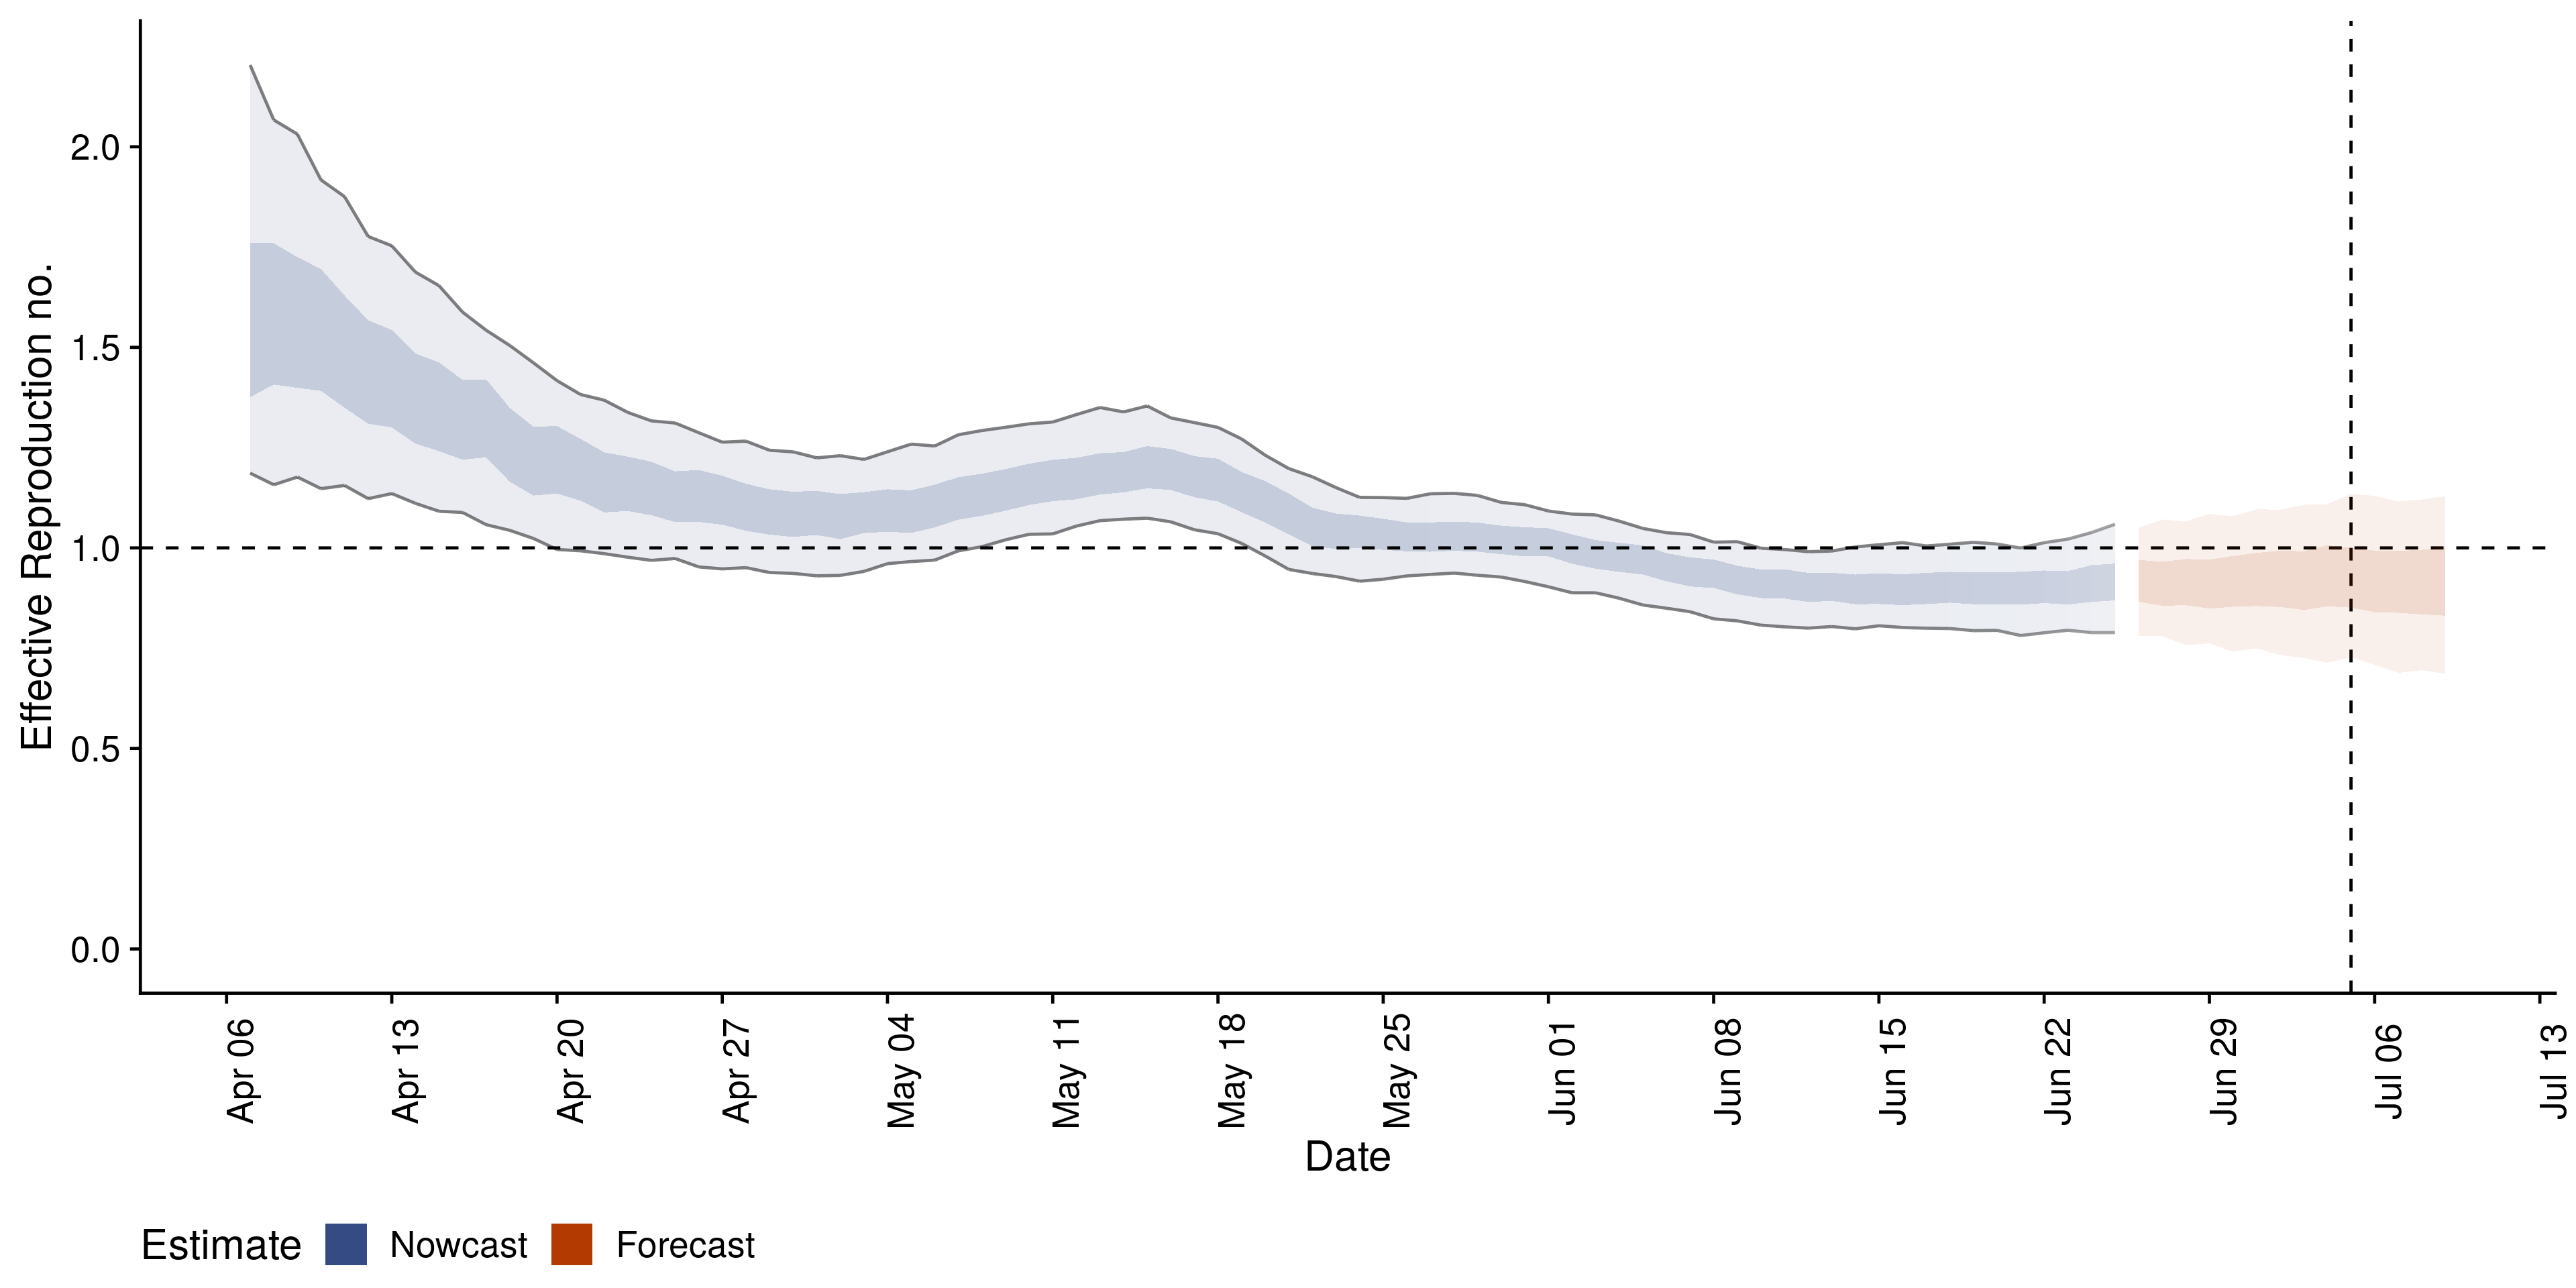 Effective Reproduction no.
2.0
1.5
1.0
0.5
0.0
Apr 06
Apr 13
Apr 20
Apr 27
May 04
May 11
May 18
May 25
Jun 01
Jun 08
Jun 15
Jun 22
Jun 29
Jul 06
Jul 13
Date
Estimate Nowcast Forecast